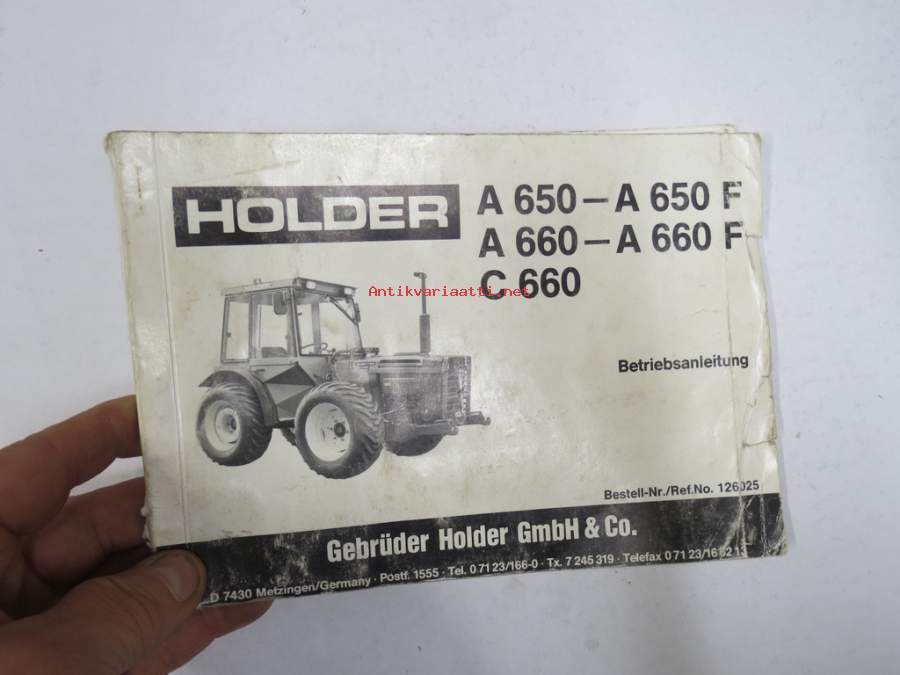 HOLDER
A 650 – A 650 F
A 660 – A 660 F
C 660
Antikvariaatti.net
Betriebsanleitung
Bestell-Nr./Ref.No. 126025
Gebrüder Holder GmbH & Co.
D 7430 Metzingen/Germany · Postf. 1555 · Tel. 0 71 23/166-0 · Tx. 7 245 319 · Telefax 0 71 23/16 62 13